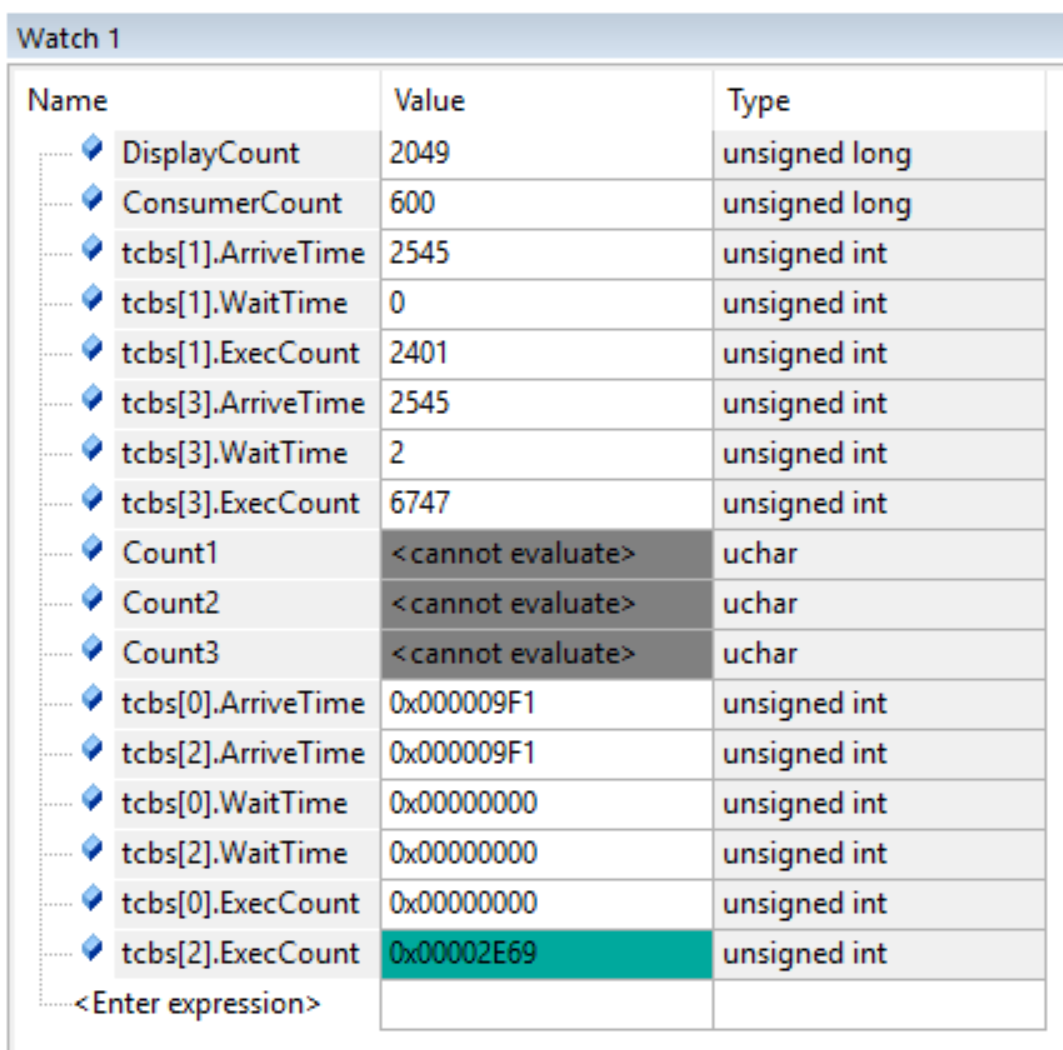 Watch 1
Name Value Type
DisplayCount 2049 unsigned long
ConsumerCount 600 unsigned long
tcbs[1].ArriveTime 2545 unsigned int
tcbs[1].WaitTime 0 unsigned int
tcbs[1].ExecCount 2401 unsigned int
tcbs[3].ArriveTime 2545 unsigned int
tcbs[3].WaitTime 2 unsigned int
tcbs[3].ExecCount 6747 unsigned int
Count1 <cannot evaluate> uchar
Count2 <cannot evaluate> uchar
Count3 <cannot evaluate> uchar
tcbs[0].ArriveTime 0x000009F1 unsigned int
tcbs[2].ArriveTime 0x000009F1 unsigned int
tcbs[0].WaitTime 0x00000000 unsigned int
tcbs[2].WaitTime 0x00000000 unsigned int
tcbs[0].ExecCount 0x00000000 unsigned int
tcbs[2].ExecCount 0x00002E69 unsigned int
<Enter expression>